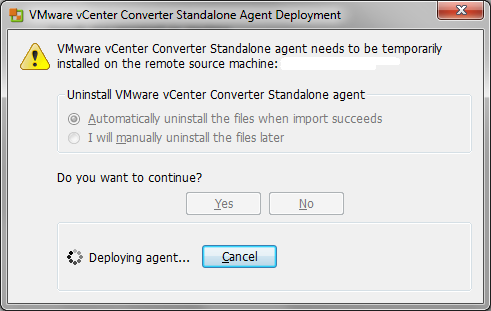 VMware vCenter Converter Standalone Agent Deployment
VMware vCenter Converter Standalone agent needs to be temporarily
installed on the remote source machine:
Uninstall VMware vCenter Converter Standalone agent
Automatically uninstall the files when import succeeds
I will manually uninstall the files later
Do you want to continue?
Yes No
Deploying agent... Cancel